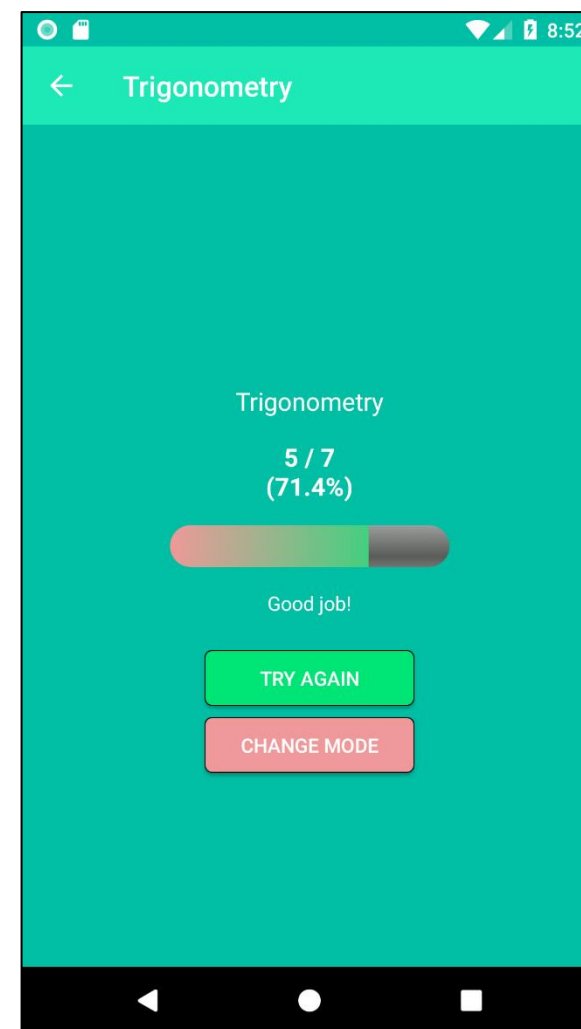 8:52
Trigonometry
Trigonometry
5 / 7
(71.4%)
Good job!
TRY AGAIN
CHANGE MODE